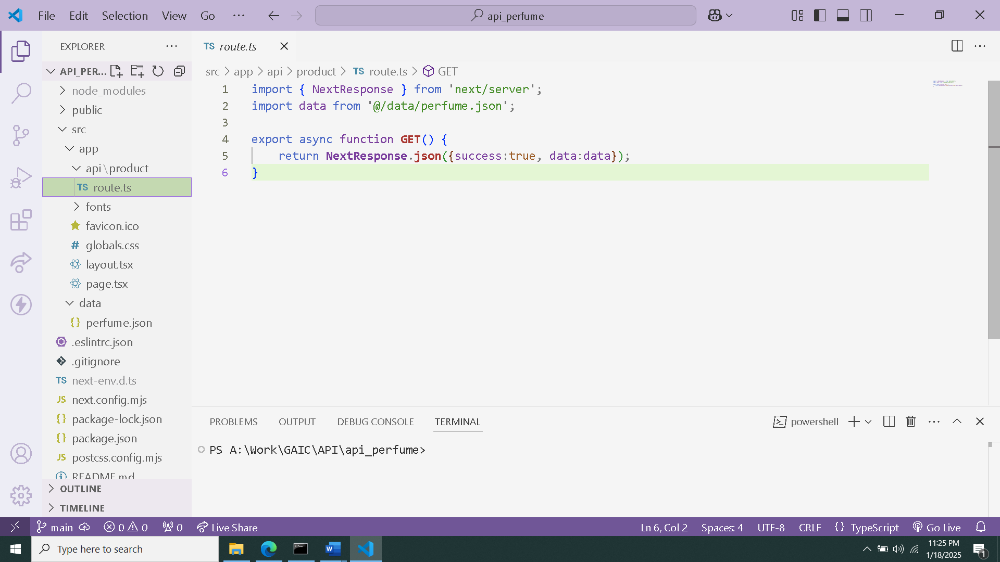 File Edit Selection View Go ··· api_perfume
EXPLORER ···
API_PER...
node_modules
public
src
app
api\product
TS route.ts
fonts
favicon.ico
# globals.css
layout.tsx
page.tsx
data
{} perfume.json
.eslintrc.json
.gitignore
TS next-env.d.ts
JS next.config.mjs
{} package-lock.json
{} package.json
JS postcss.config.mjs
README.md
OUTLINE
TIMELINE
TS route.ts
src > app > api > product > TS route.ts > GET
1 import { NextResponse } from 'next/server';
2 import data from '@/data/perfume.json';
3
4 export async function GET() {
5 return NextResponse.json({success:true, data:data});
6 }
PROBLEMS OUTPUT DEBUG CONSOLE TERMINAL powershell
PS A:\Work\GAIC\API\api_perfume>
main 0 0 0 Live Share Ln 6, Col 2 Spaces: 4 UTF-8 CRLF {} TypeScript Go Live
Type here to search
11:25 PM
1/18/2025
1